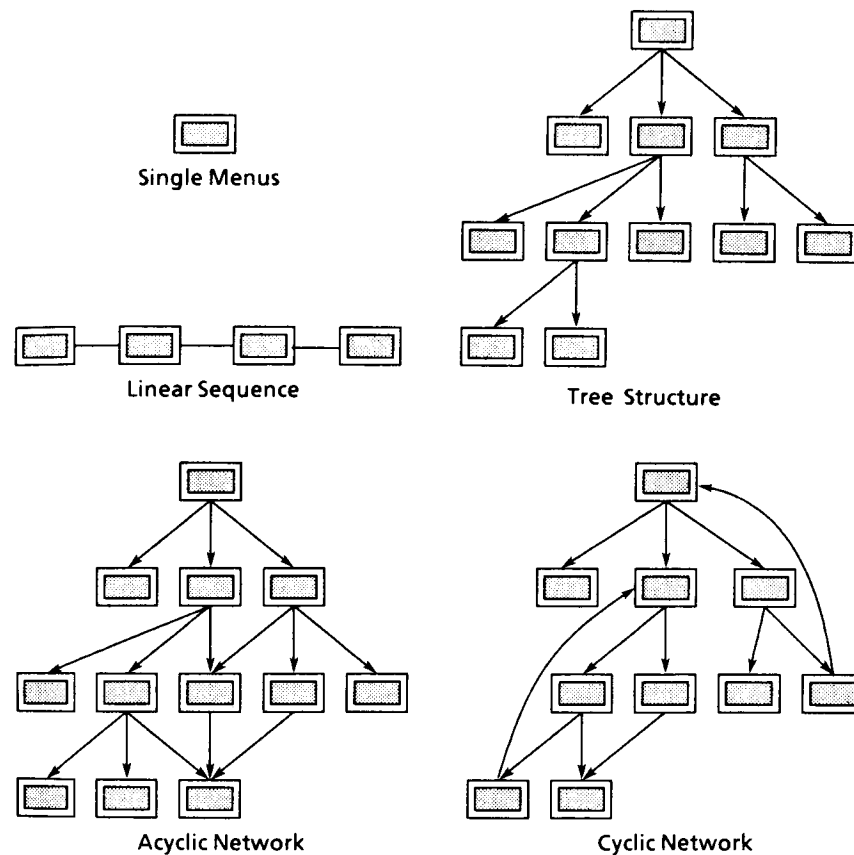 Single Menus
Linear Sequence
Tree Structure
Acyclic Network
Cyclic Network